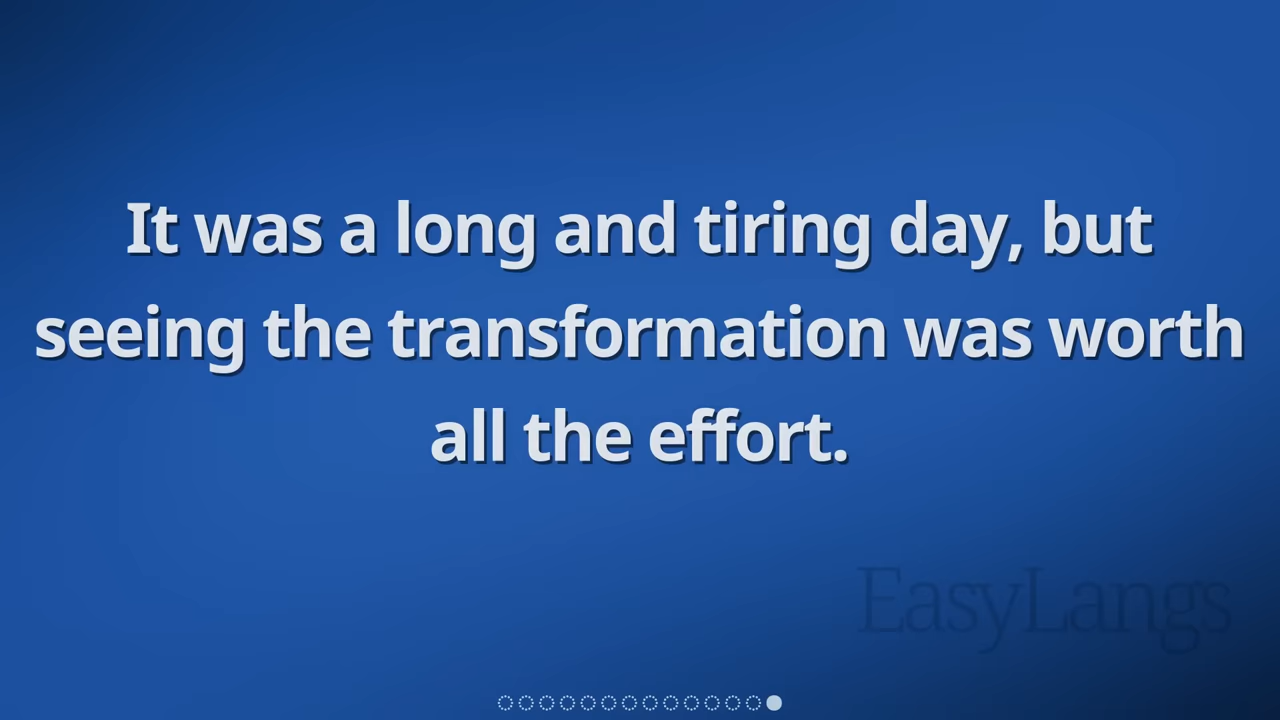 It was a long and tiring day, but
seeing the transformation was worth
all the effort.
EasyLangs